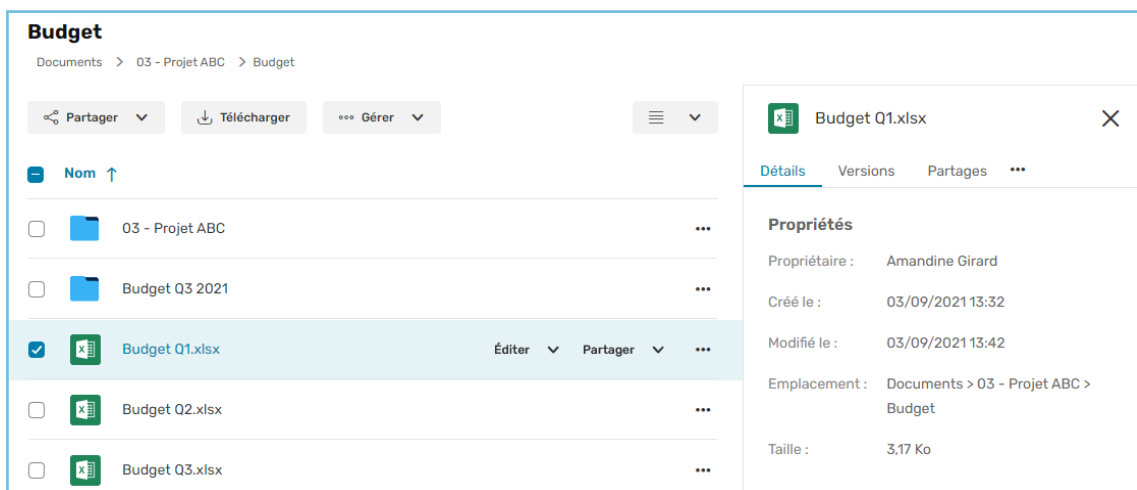 Budget
Documents > 03 - Projet ABC > Budget
Partager
Télécharger
Gérer
Nom ↑
03 - Projet ABC
Budget Q3 2021
Budget Q1.xlsx Éditer Partager
Budget Q2.xlsx
Budget Q3.xlsx
Budget Q1.xlsx
Détails Versions Partages
Propriétés
Propriétaire : Amandine Girard
Créé le : 03/09/2021 13:32
Modifié le : 03/09/2021 13:42
Emplacement : Documents > 03 - Projet ABC >
Budget
Taille : 3,17 Ko